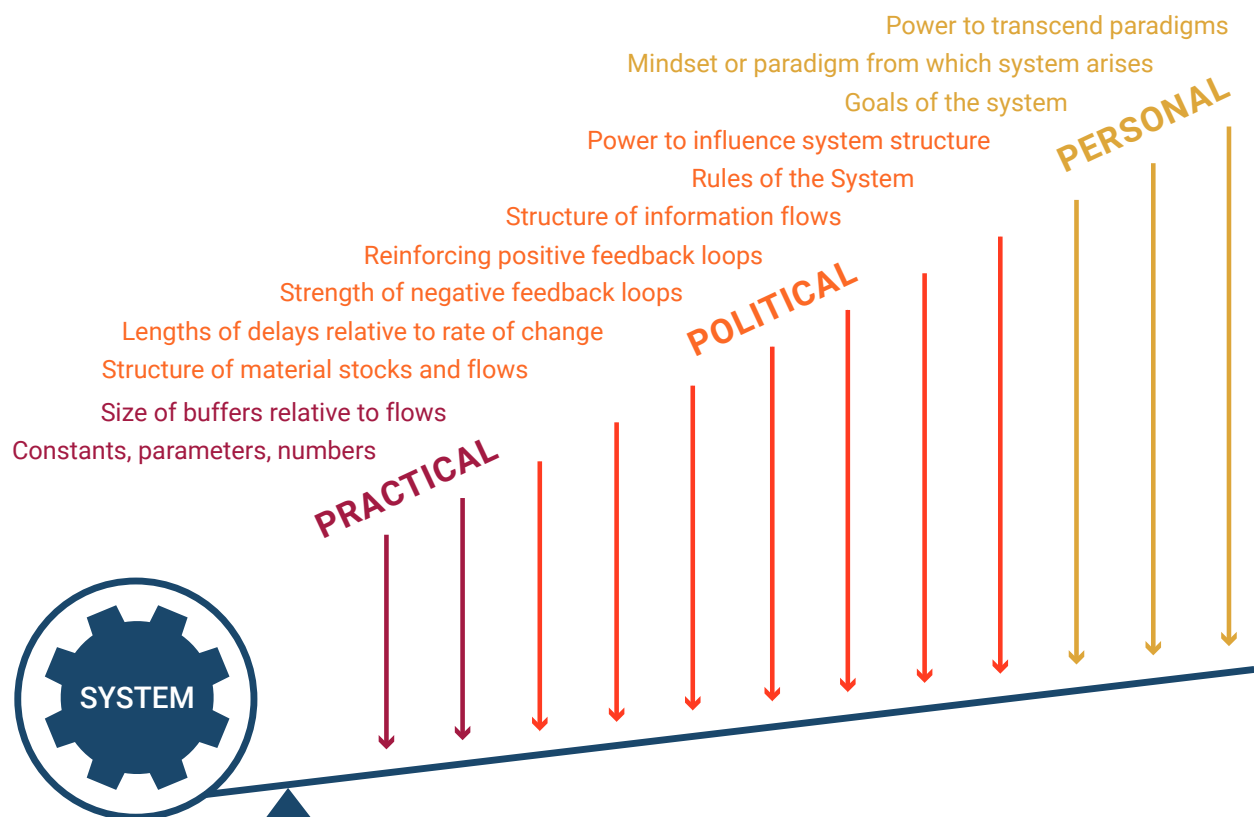 Power to transcend paradigms
Mindset or paradigm from which system arises
Goals of the system
PERSONAL
Power to influence system structure
Rules of the System
Structure of information flows
Reinforcing positive feedback loops
Strength of negative feedback loops
POLITICAL
Lengths of delays relative to rate of change
Structure of material stocks and flows
Size of buffers relative to flows
Constants, parameters, numbers
PRACTICAL
SYSTEM